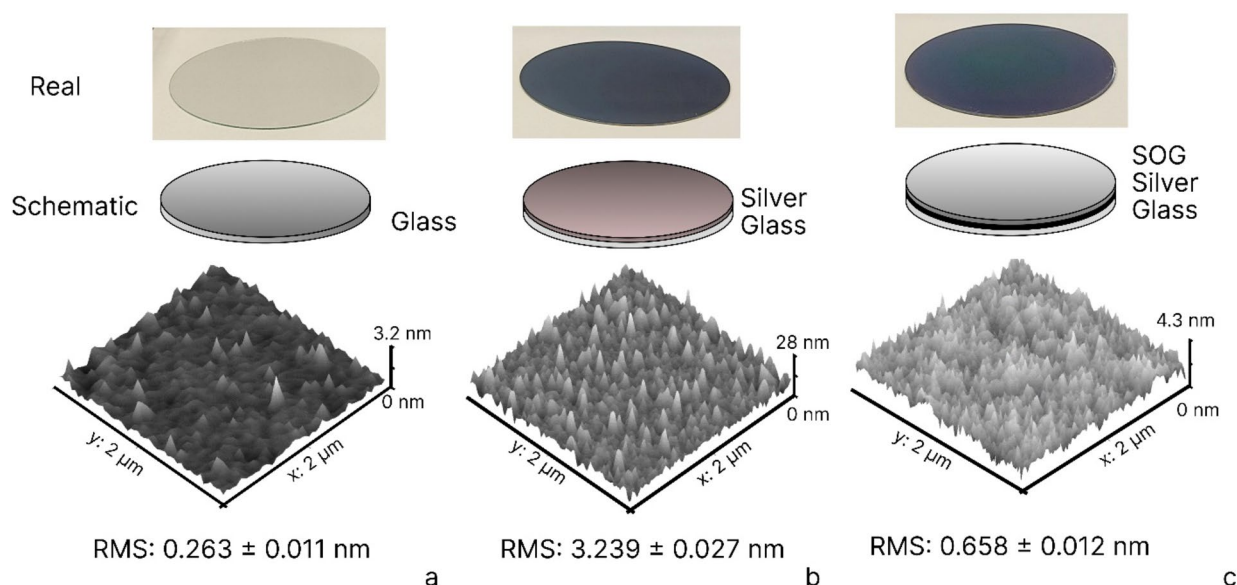 Real
Schematic
Glass
Silver
Glass
SOG
Silver
Glass
3.2 nm
0 nm
y: 2 µm
x: 2 µm
28 nm
0 nm
y: 2 µm
x: 2 µm
4.3 nm
0 nm
y: 2 µm
x: 2 µm
RMS: 0.263 ± 0.011 nm
RMS: 3.239 ± 0.027 nm
RMS: 0.658 ± 0.012 nm
a
b
c